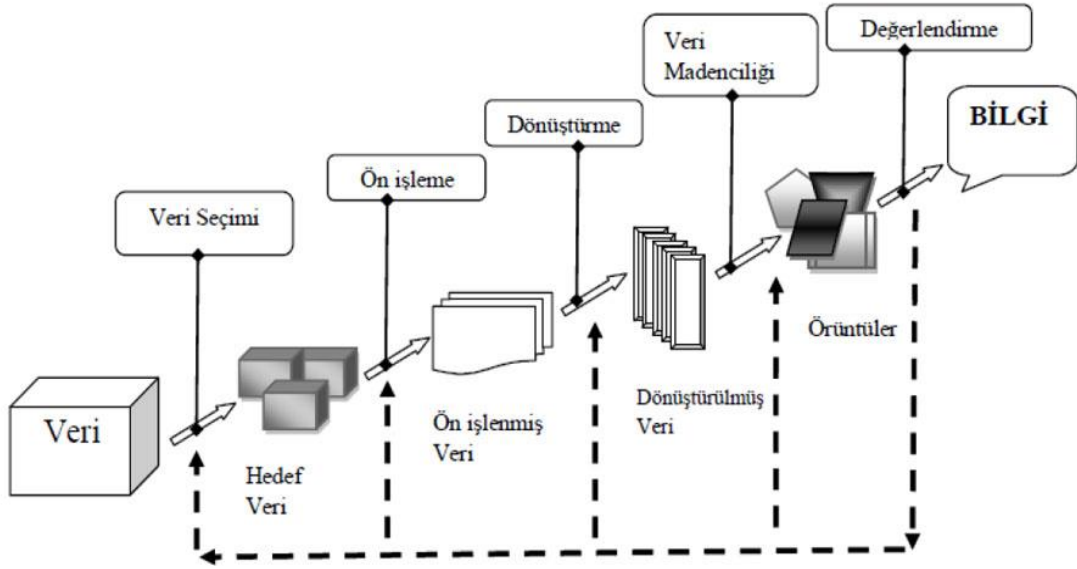 Değerlendirme
Veri
Madenciliği
BİLGİ
Dönüştürme
Ön işleme
Veri Seçimi
Örüntüler
Dönüştürülmüş
Veri
Ön işlenmiş
Veri
Veri
Hedef
Veri